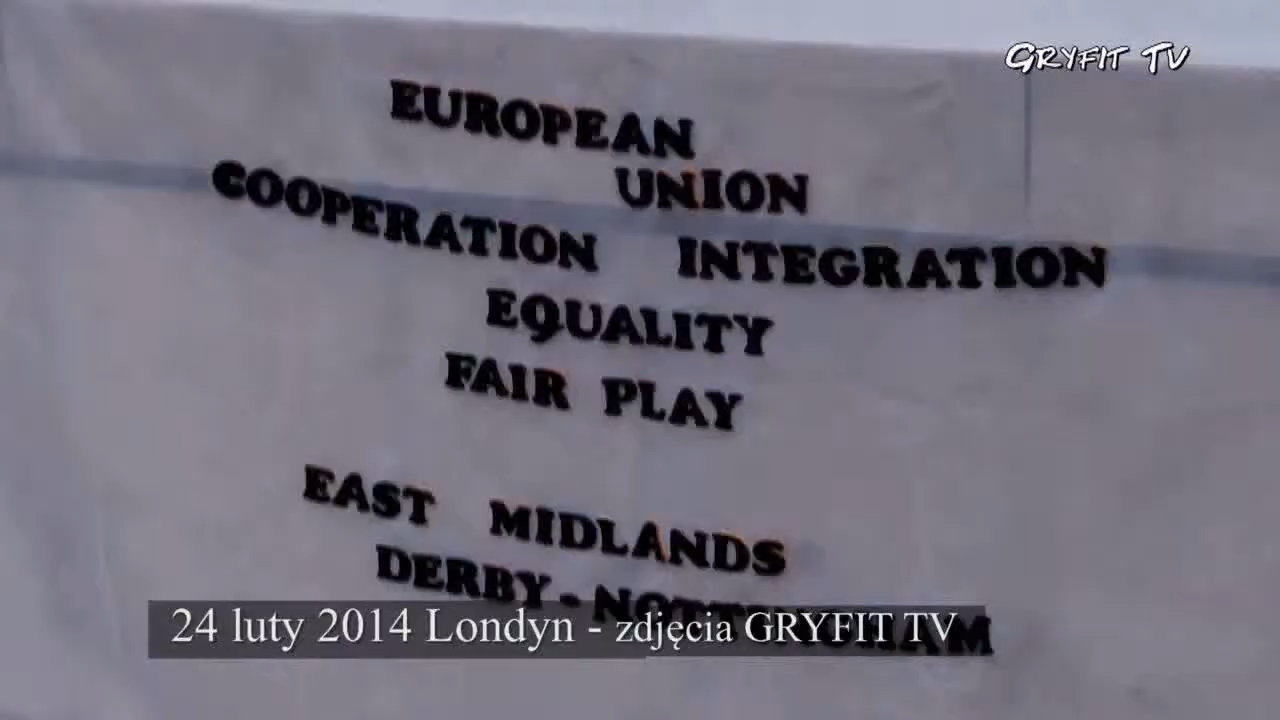 GRYFIT TV
EUROPEAN
UNION
COOPERATION INTEGRATION
EQUALITY
FAIR PLAY
EAST MIDLANDS
DERBY - NOTTINGHAM
24 luty 2014 Londyn - zdjęcia GRYFIT TV